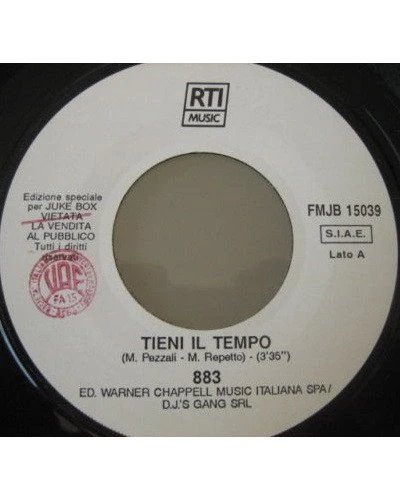 RTI
MUSIC
Edizione speciale
per JUKE BOX
VIETATA
LA VENDITA
AL PUBBLICO
Tutti i diritti
riservati
FMJB 15039
S.I.A.E.
Lato A
TIENI IL TEMPO
(M. Pezzali - M. Repetto) - (3'35")
883
ED. WARNER CHAPPELL MUSIC ITALIANA SPA/
D.J.'S GANG SRL